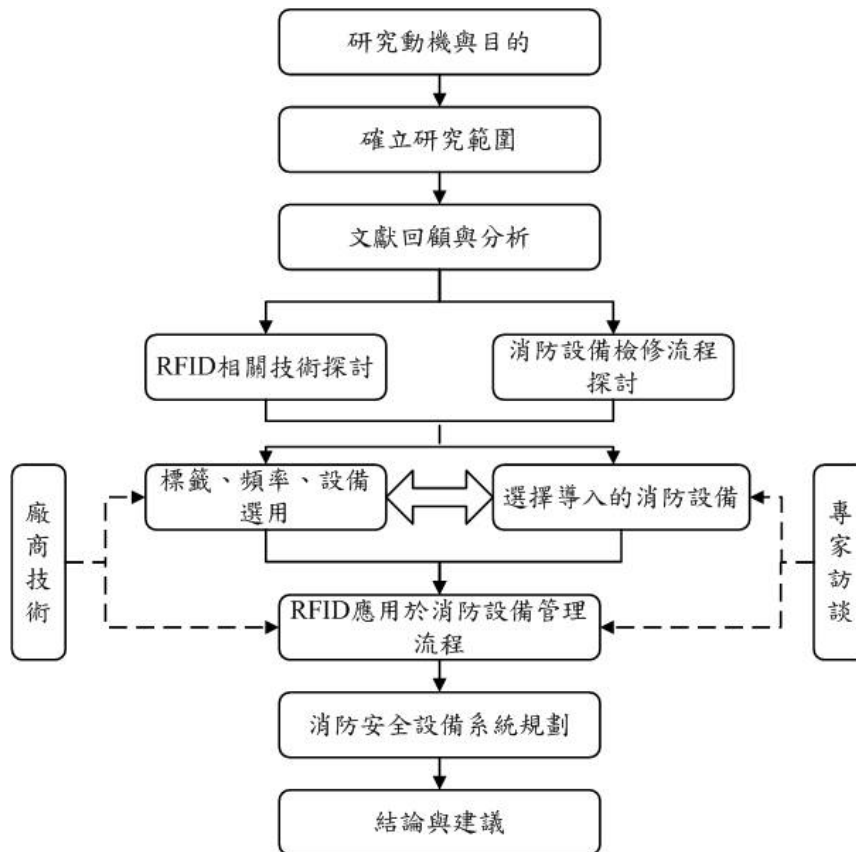 研究動機與目的
確立研究範圍
文獻回顧與分析
RFID相關技術探討
消防設備檢修流程
探討
廠商技術
標籤、頻率、設備
選用
選擇導入的消防設備
專家訪談
RFID應用於消防設備管理
流程
消防安全設備系統規劃
結論與建議